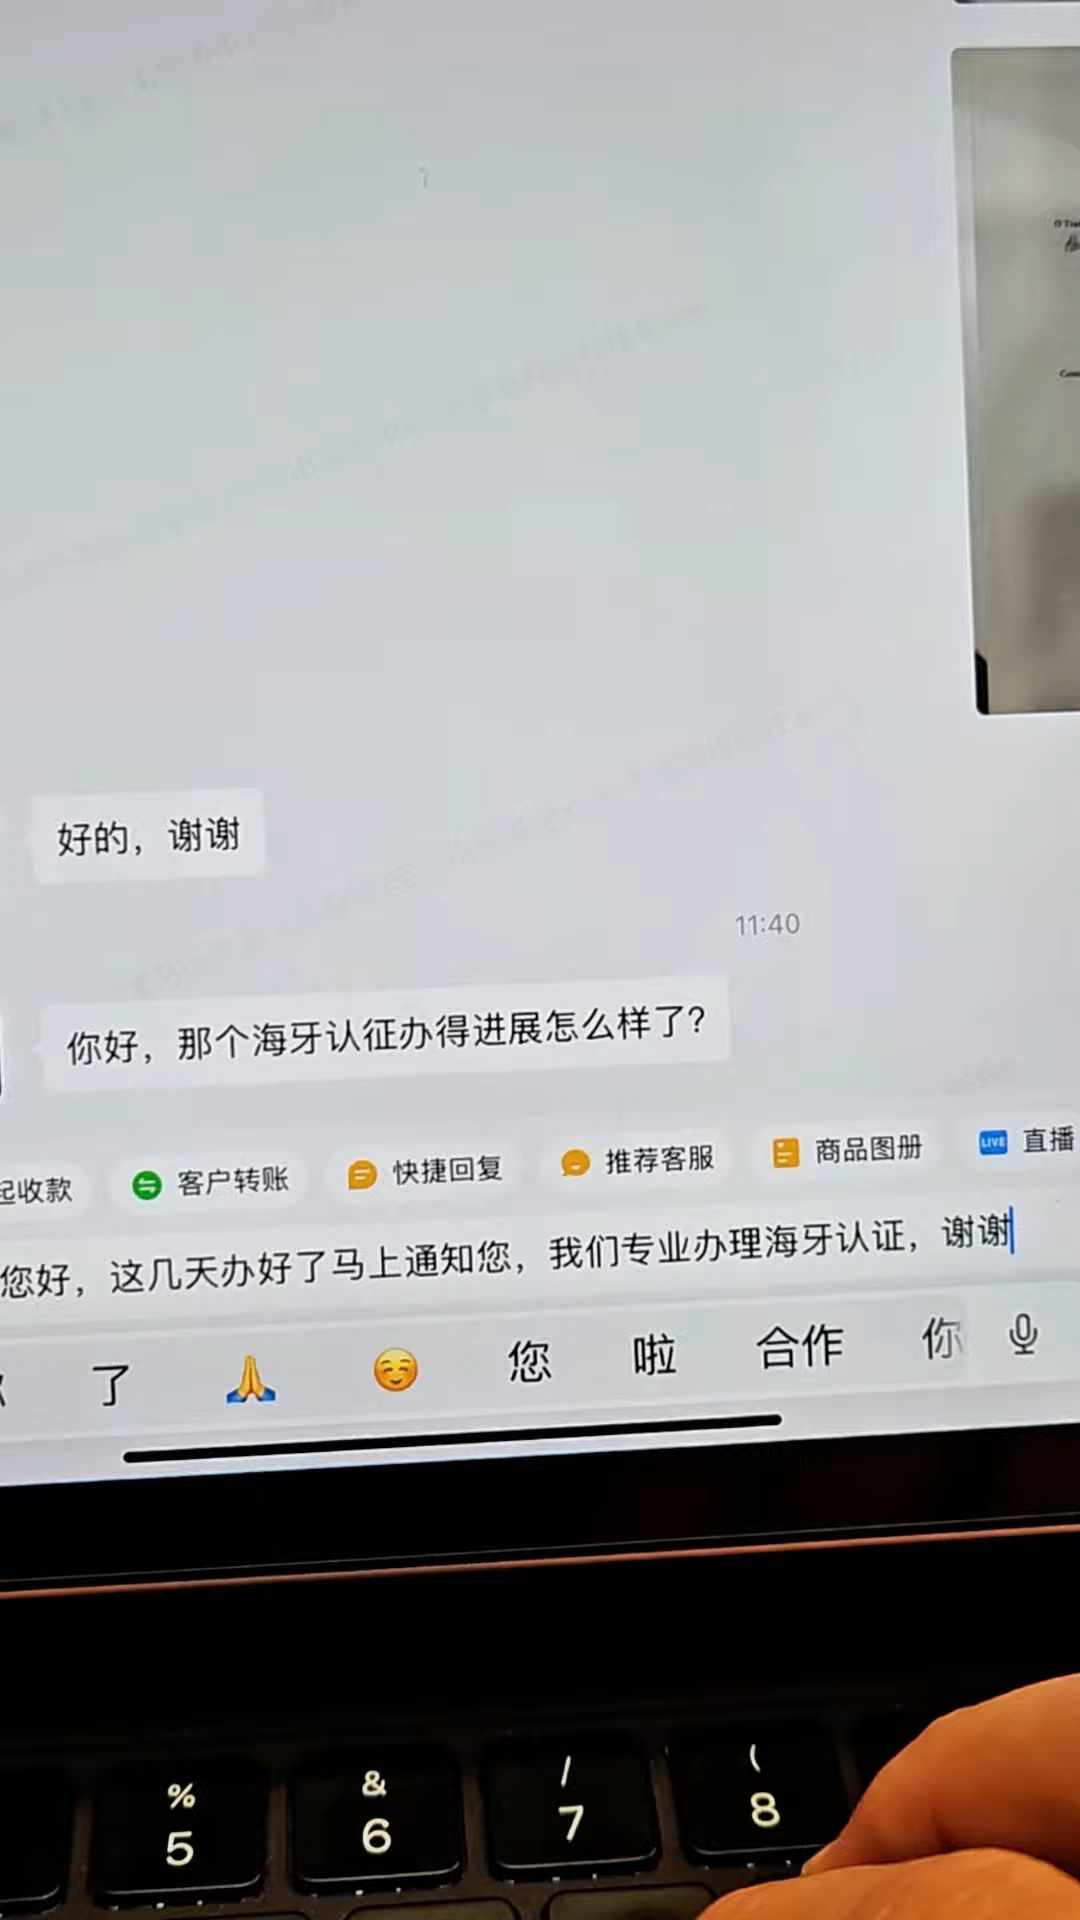 好的，谢谢
11:40
你好，那个海牙认征办得进展怎么样了？
起收款 客户转账 快捷回复 推荐客服 商品图册 LIVE 直播
您好，这几天办好了马上通知您，我们专业办理海牙认证，谢谢
了 您 啦 合作 你
% & / (
5 6 7 8